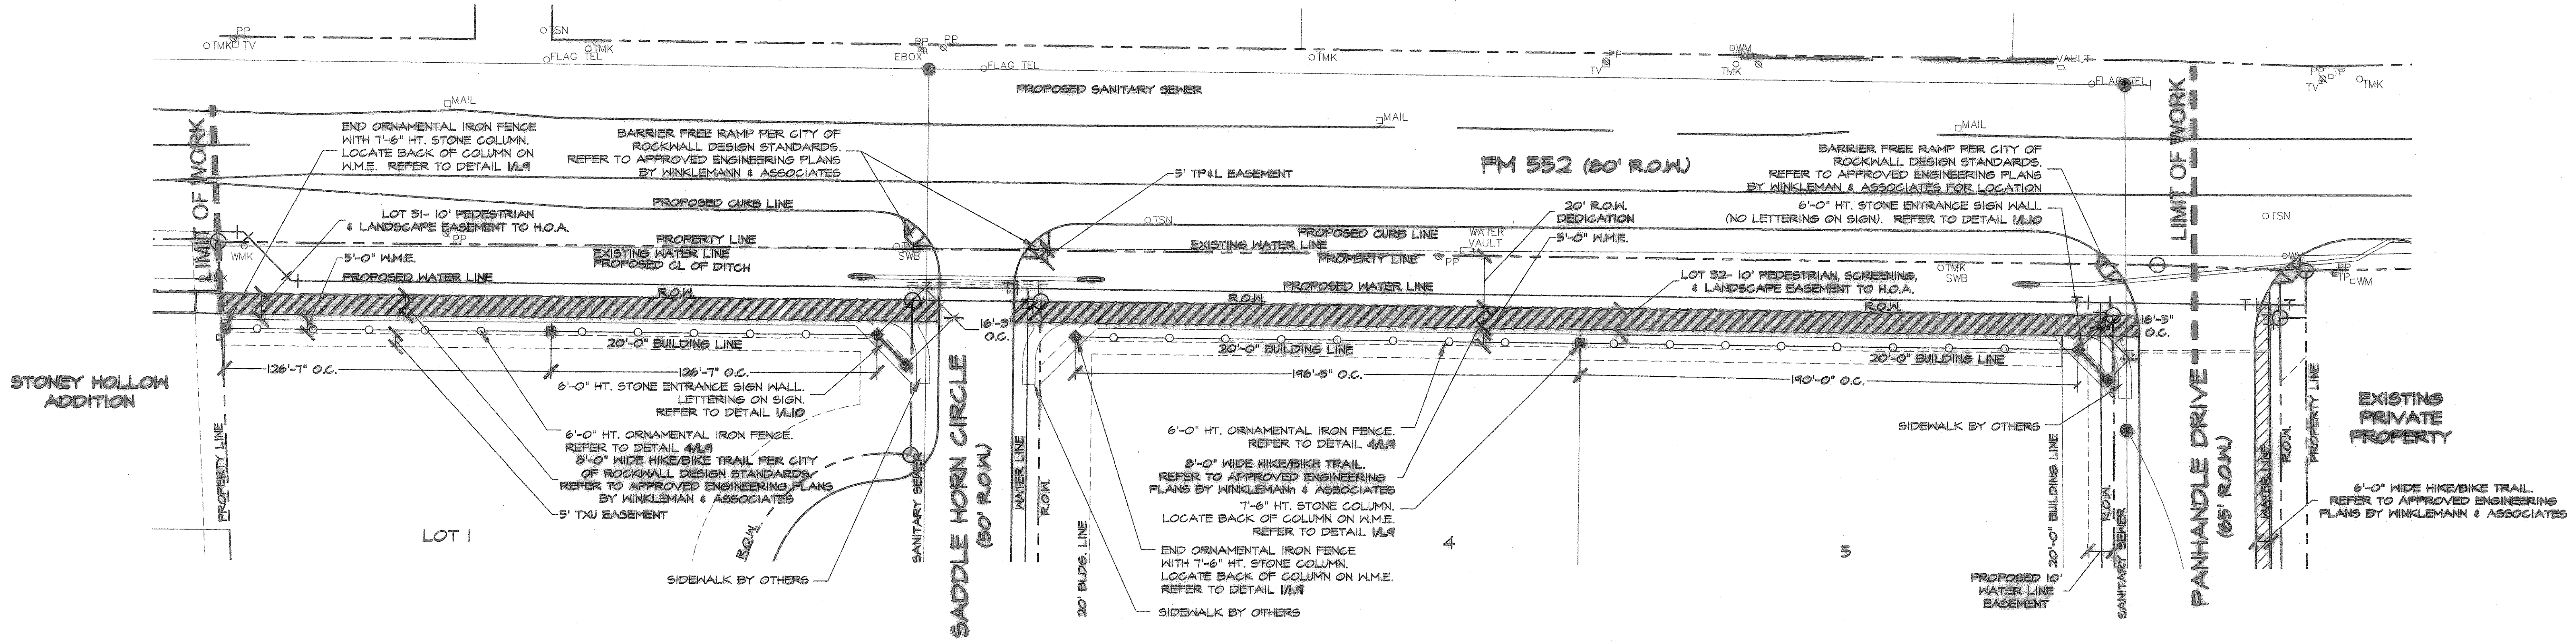 PP
TMK
TV
TSN
TMK
FLAG TEL
PP
PP
EBOX
FLAG TEL
TMK
PP
TV
WM
TMK
VAULT
FLAG TEL
PP
TP
TV
TMK
PROPOSED SANITARY SEWER
MAIL
MAIL
MAIL
LIMIT OF WORK
END ORNAMENTAL IRON FENCE
WITH 7'-6" HT. STONE COLUMN.
LOCATE BACK OF COLUMN ON
W.M.E. REFER TO DETAIL 1/L9
BARRIER FREE RAMP PER CITY OF
ROCKWALL DESIGN STANDARDS.
REFER TO APPROVED ENGINEERING PLANS
BY WINKLEMANN & ASSOCIATES
5' TP&L EASEMENT
FM 552 (80' R.O.W.)
BARRIER FREE RAMP PER CITY OF
ROCKWALL DESIGN STANDARDS.
REFER TO APPROVED ENGINEERING PLANS
BY WINKLEMAN & ASSOCIATES FOR LOCATION
6'-0" HT. STONE ENTRANCE SIGN WALL
(NO LETTERING ON SIGN). REFER TO DETAIL 1/L10
LIMIT OF WORK
PROPOSED CURB LINE
LOT 31- 10' PEDESTRIAN
& LANDSCAPE EASEMENT TO H.O.A.
PP
PROPERTY LINE
EXISTING WATER LINE
PROPOSED CL OF DITCH
TMK
SWB
TSN
PROPOSED CURB LINE
EXISTING WATER LINE
PROPERTY LINE
WATER
VAULT
PP
20' R.O.W.
DEDICATION
5'-0" W.M.E.
TSN
WMK
5'-0" W.M.E.
PROPOSED WATER LINE
R.O.W.
PROPOSED WATER LINE
R.O.W.
LOT 32- 10' PEDESTRIAN, SCREENING,
& LANDSCAPE EASEMENT TO H.O.A.
TMK
SWB
R.O.W.
PP
TP
WM
16'-3"
O.C.
16'-5"
O.C.
20'-0" BUILDING LINE
20'-0" BUILDING LINE
20'-0" BUILDING LINE
126'-7" O.C.
126'-7" O.C.
196'-5" O.C.
190'-0" O.C.
STONEY HOLLOW
ADDITION
6'-0" HT. STONE ENTRANCE SIGN WALL.
LETTERING ON SIGN.
REFER TO DETAIL 1/L10
6'-0" HT. ORNAMENTAL IRON FENCE.
REFER TO DETAIL 4/L9
8'-0" WIDE HIKE/BIKE TRAIL PER CITY
OF ROCKWALL DESIGN STANDARDS.
REFER TO APPROVED ENGINEERING PLANS
BY WINKLEMAN & ASSOCIATES
5' TXU EASEMENT
PROPERTY LINE
LOT 1
R.O.W.
SIDEWALK BY OTHERS
SANITARY SEWER
SADDLE HORN CIRCLE
(50' R.O.W.)
WATER LINE
R.O.W.
20' BLDG. LINE
6'-0" HT. ORNAMENTAL IRON FENCE.
REFER TO DETAIL 4/L9
8'-0" WIDE HIKE/BIKE TRAIL.
REFER TO APPROVED ENGINEERING
PLANS BY WINKLEMANn & ASSOCIATES
7'-6" HT. STONE COLUMN.
LOCATE BACK OF COLUMN ON W.M.E.
REFER TO DETAIL 1/L9
END ORNAMENTAL IRON FENCE
WITH 7'-6" HT. STONE COLUMN.
LOCATE BACK OF COLUMN ON W.M.E.
REFER TO DETAIL 1/L9
SIDEWALK BY OTHERS
4
5
SIDEWALK BY OTHERS
20'-0" BUILDING LINE
R.O.W.
SANITARY SEWER
PROPOSED 10'
WATER LINE
EASEMENT
PANHANDLE DRIVE
(65' R.O.W.)
WATER LINE
R.O.W.
PROPERTY LINE
EXISTING
PRIVATE
PROPERTY
6'-0" WIDE HIKE/BIKE TRAIL.
REFER TO APPROVED ENGINEERING
PLANS BY WINKLEMANN & ASSOCIATES